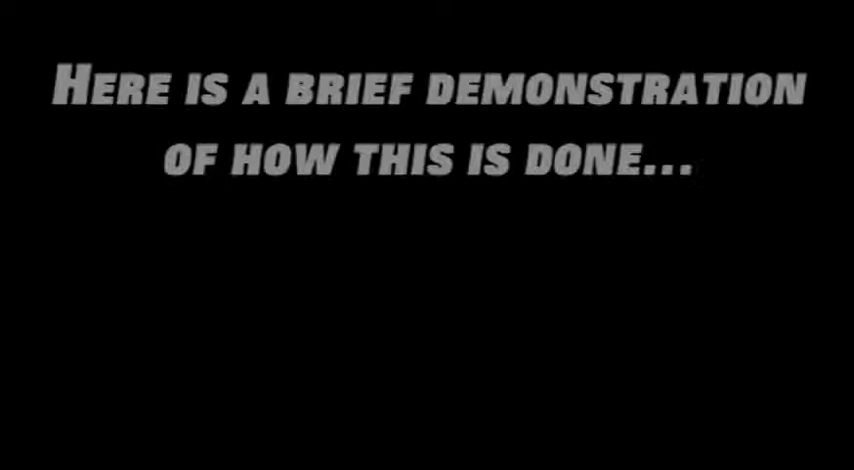 Here is a brief demonstration
of how this is done...